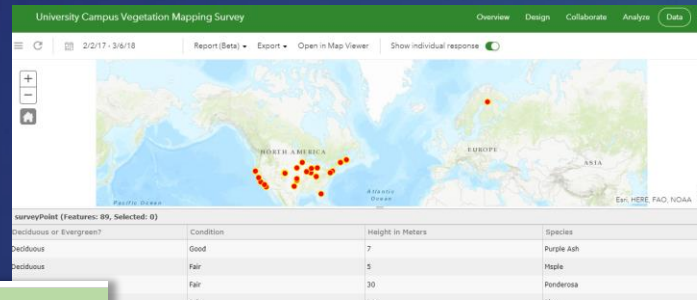 University Campus Vegetation Mapping Survey Overview Design Collaborate Analyze Data
2/2/17 - 3/6/18 Report (Beta) Export Open in Map Viewer Show individual response
+
−
NORTH AMERICA
EUROPE
ASIA
Pacific Ocean
Atlantic Ocean
Esri, HERE, FAO, NOAA
surveyPoint (Features: 89, Selected: 0)
Deciduous or Evergreen? Condition Height in Meters Species
Deciduous Good 7 Purple Ash
Deciduous Fair 5 Msple
Fair 30 Ponderosa